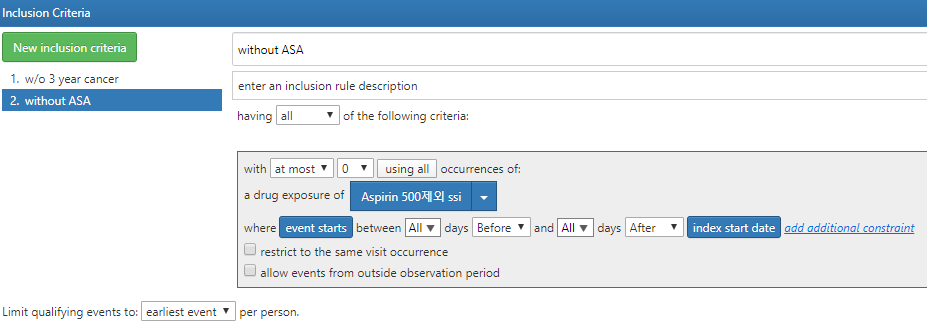 Inclusion Criteria
New inclusion criteria
1. w/o 3 year cancer
2. without ASA
without ASA
enter an inclusion rule description
having all of the following criteria:
with at most 0 using all occurrences of:
a drug exposure of Aspirin 500제외 ssi
where event starts between All days Before and All days After index start date add additional constraint
restrict to the same visit occurrence
allow events from outside observation period
Limit qualifying events to: earliest event per person.